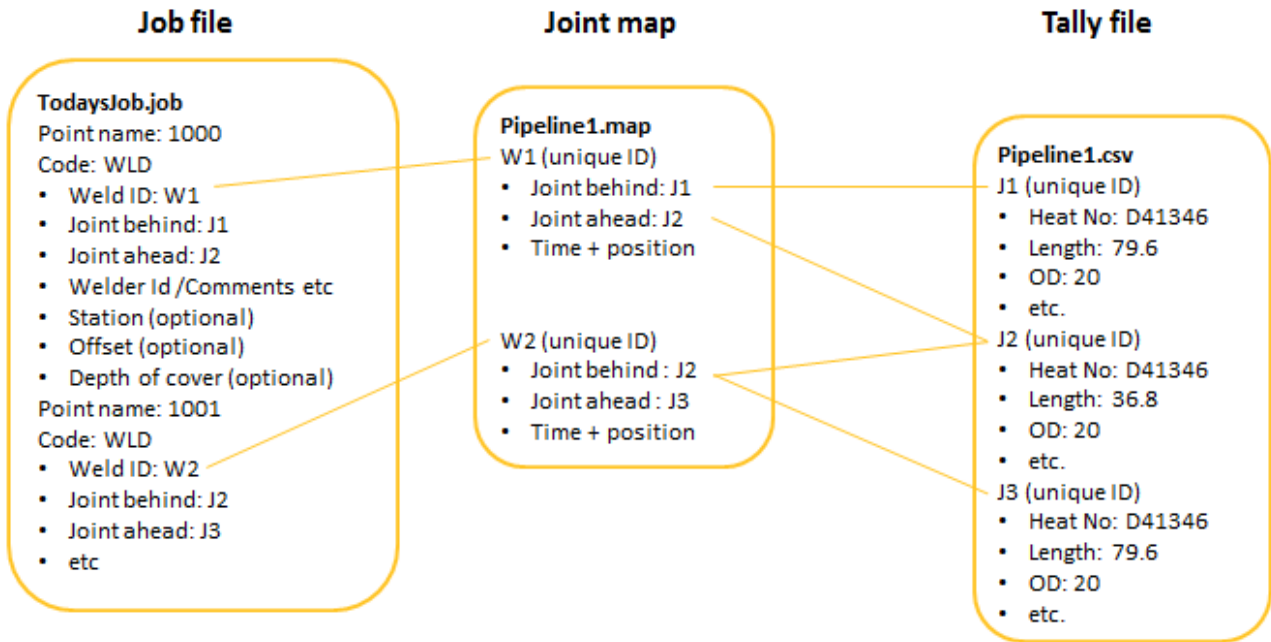 Job file
Joint map
Tally file
TodaysJob.job
Point name: 1000
Code: WLD
• Weld ID: W1
• Joint behind: J1
• Joint ahead: J2
• Welder Id /Comments etc
• Station (optional)
• Offset (optional)
• Depth of cover (optional)
Point name: 1001
Code: WLD
• Weld ID: W2
• Joint behind: J2
• Joint ahead: J3
• etc
Pipeline1.map
W1 (unique ID)
• Joint behind: J1
• Joint ahead: J2
• Time + position
W2 (unique ID)
• Joint behind : J2
• Joint ahead : J3
• Time + position
Pipeline1.csv
J1 (unique ID)
• Heat No: D41346
• Length: 79.6
• OD: 20
• etc.
J2 (unique ID)
• Heat No: D41346
• Length: 36.8
• OD: 20
• etc.
J3 (unique ID)
• Heat No: D41346
• Length: 79.6
• OD: 20
• etc.